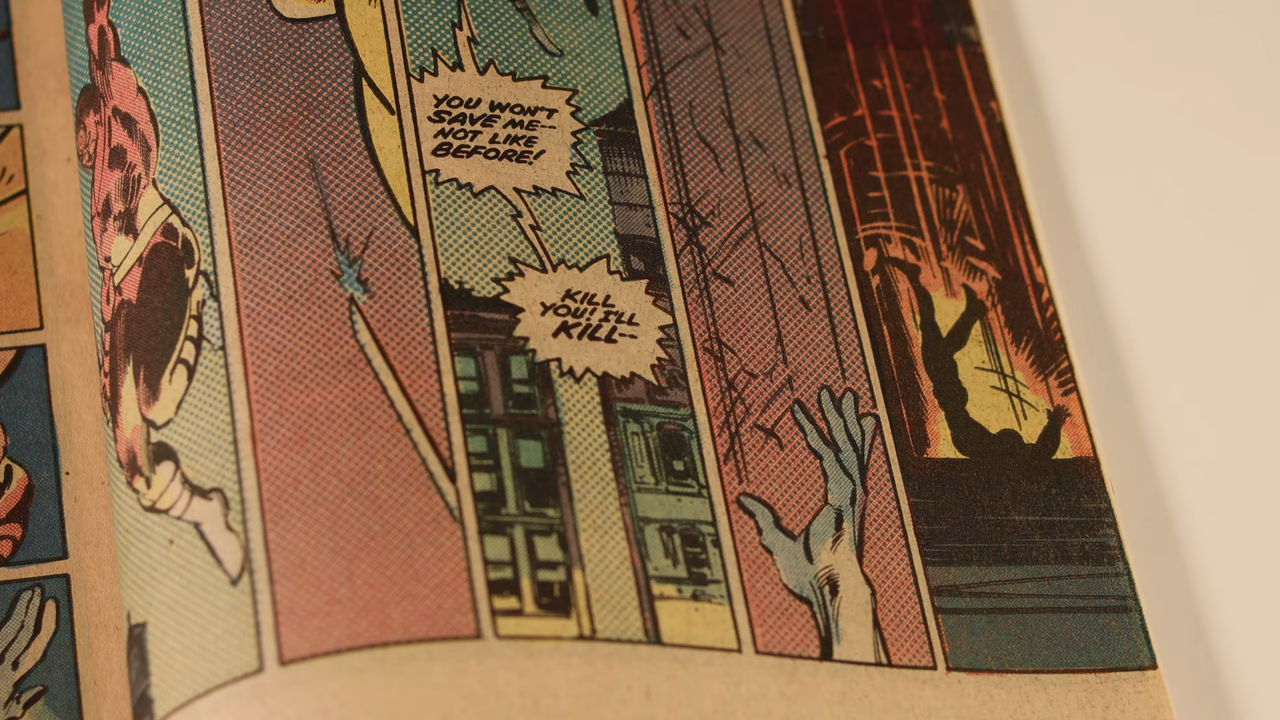 YOU WON'T
SAVE ME--
NOT LIKE
BEFORE!
KILL
YOU! I'LL
KILL--